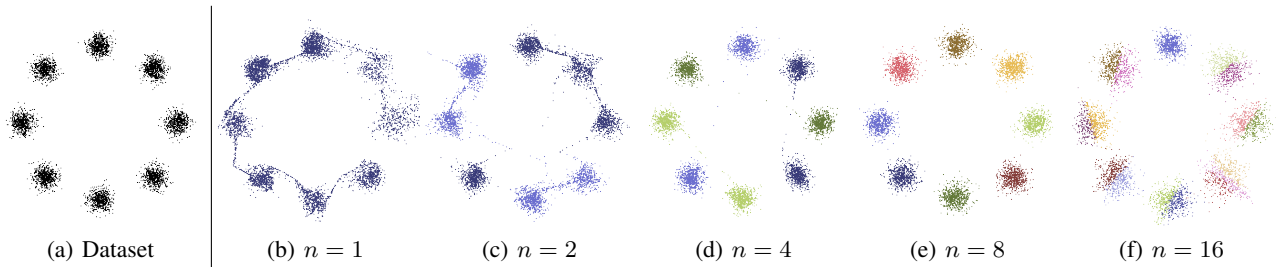 (a) Dataset
(b) n = 1
(c) n = 2
(d) n = 4
(e) n = 8
(f) n = 16